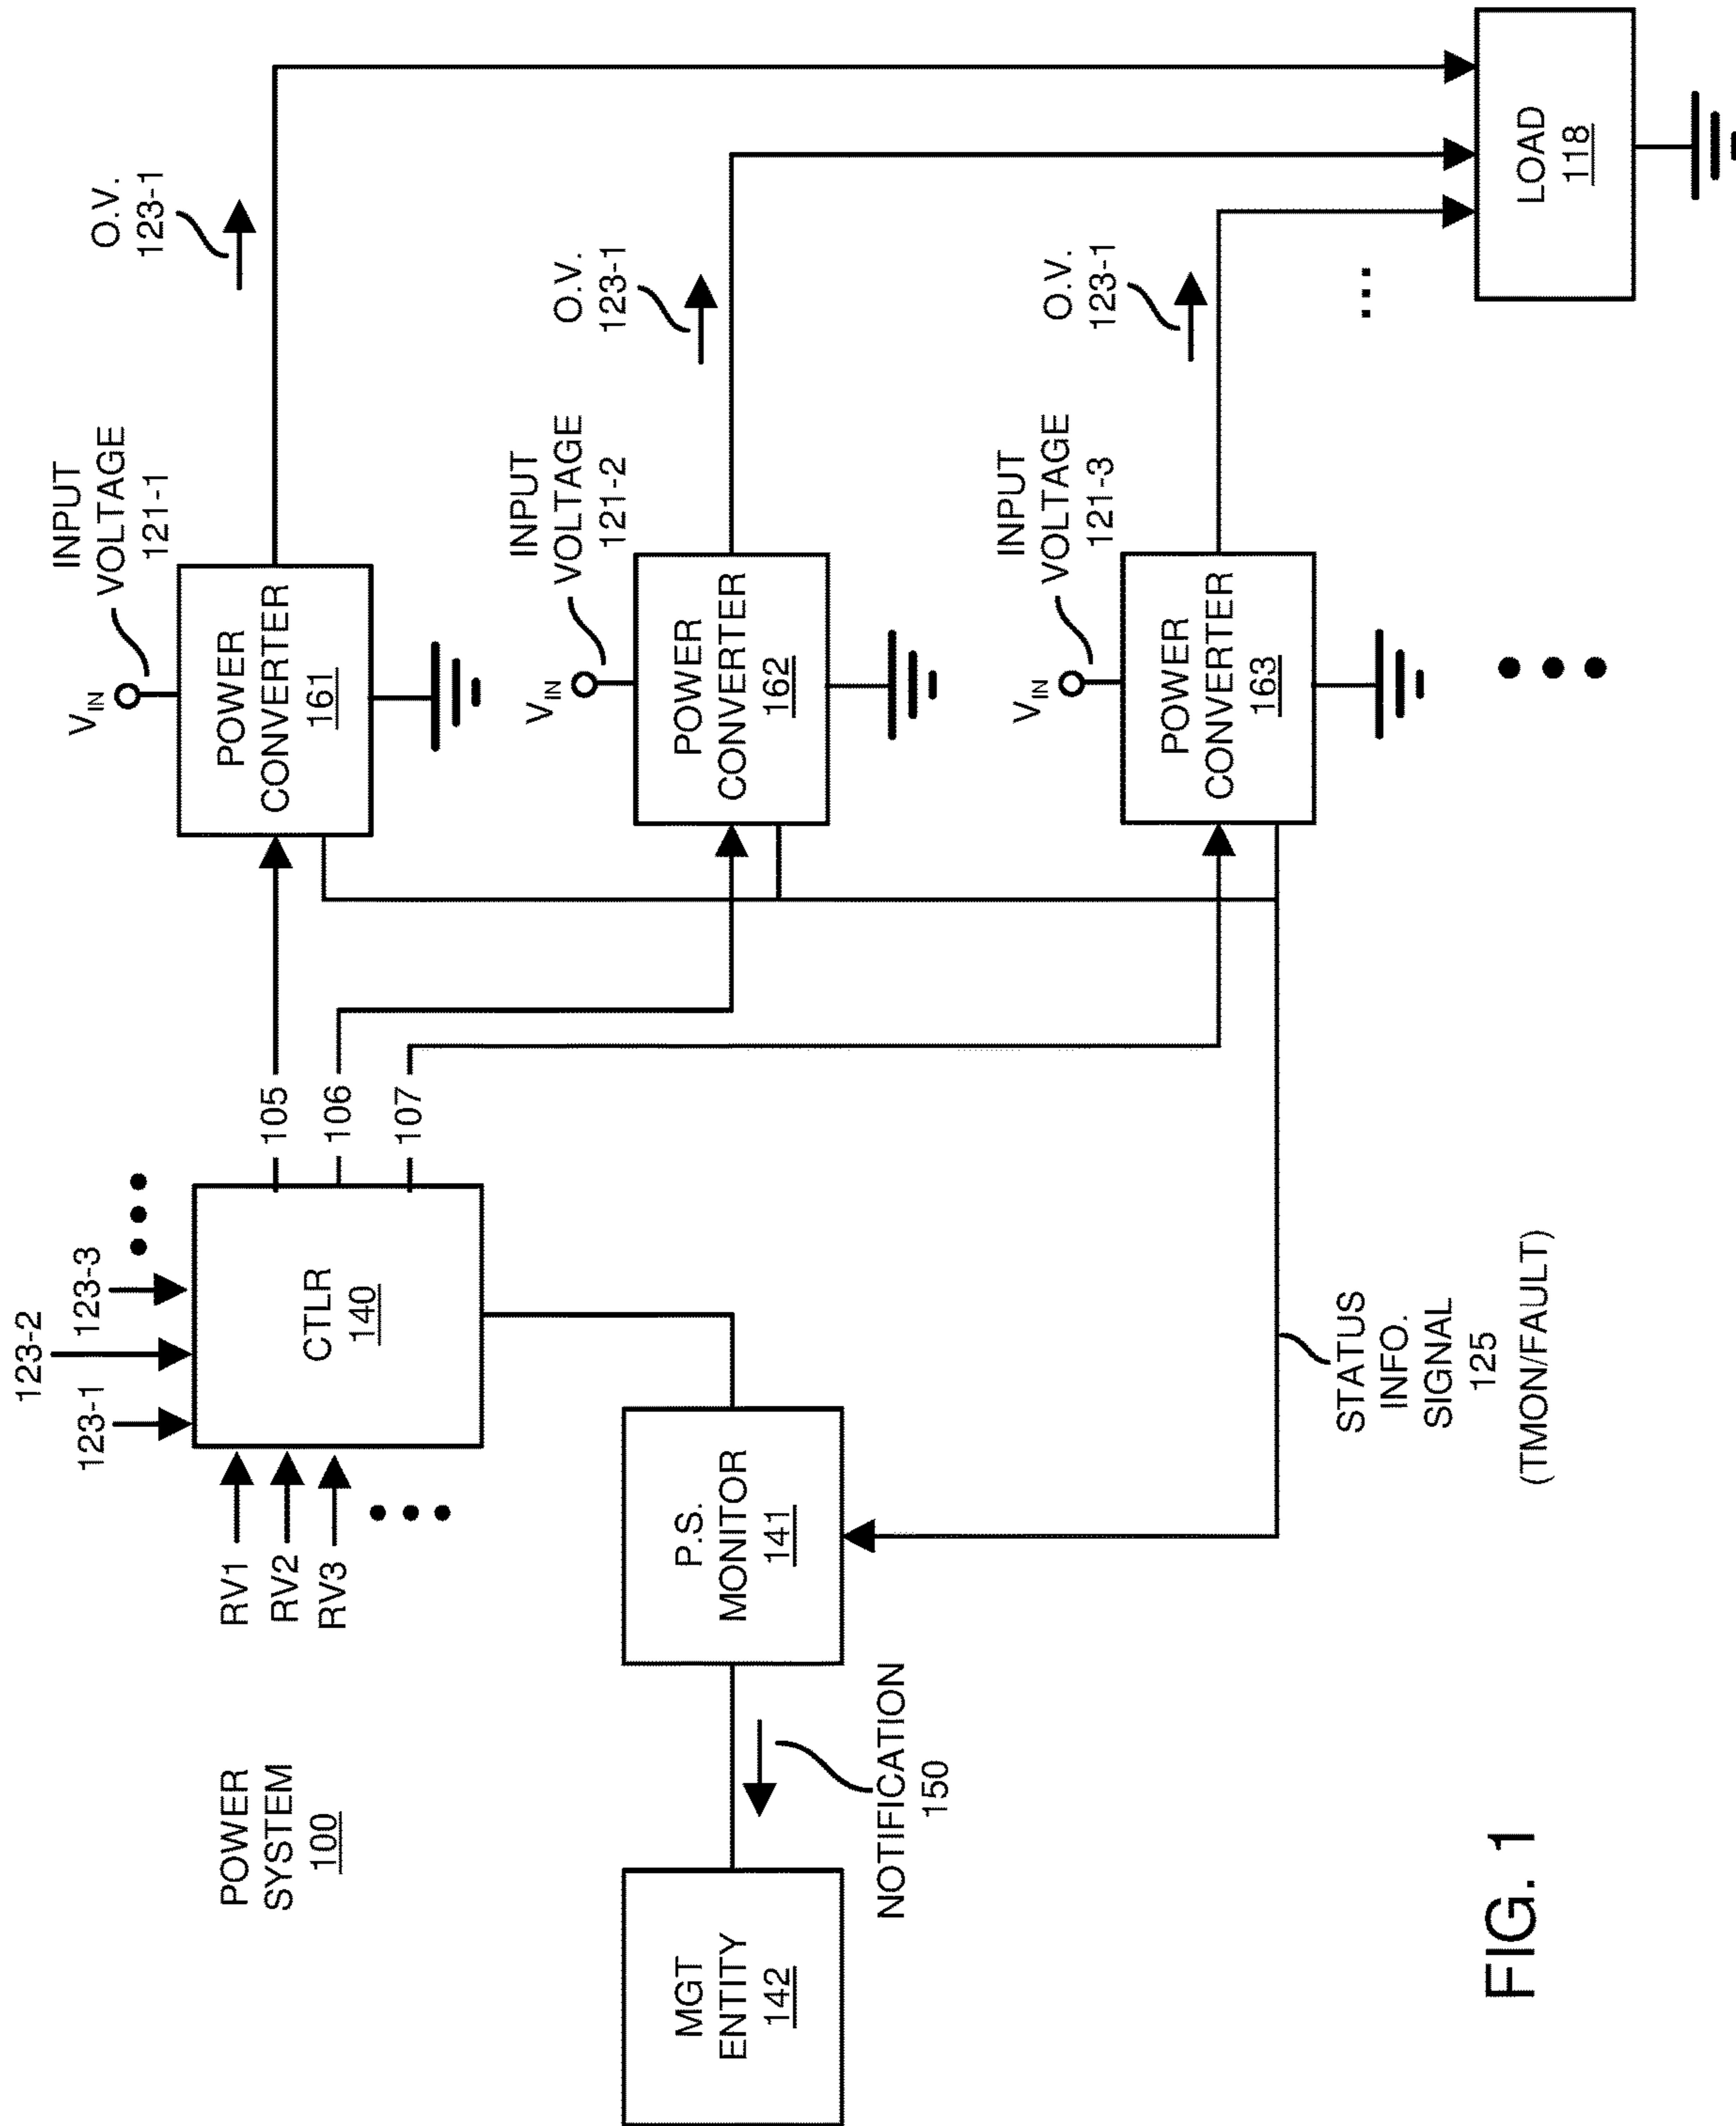 POWER
SYSTEM
100
123-1
123-2
123-3
RV1
RV2
RV3
CTLR
140
105
106
107
INPUT
VOLTAGE
121-1
VIN
POWER
CONVERTER
161
O.V.
123-1
INPUT
VOLTAGE
121-2
VIN
POWER
CONVERTER
162
O.V.
123-1
INPUT
VOLTAGE
121-3
VIN
POWER
CONVERTER
163
O.V.
123-1
...
LOAD
118
MGT
ENTITY
142
NOTIFICATION
150
P.S.
MONITOR
141
STATUS
INFO.
SIGNAL
125
(TMON/FAULT)
FIG. 1